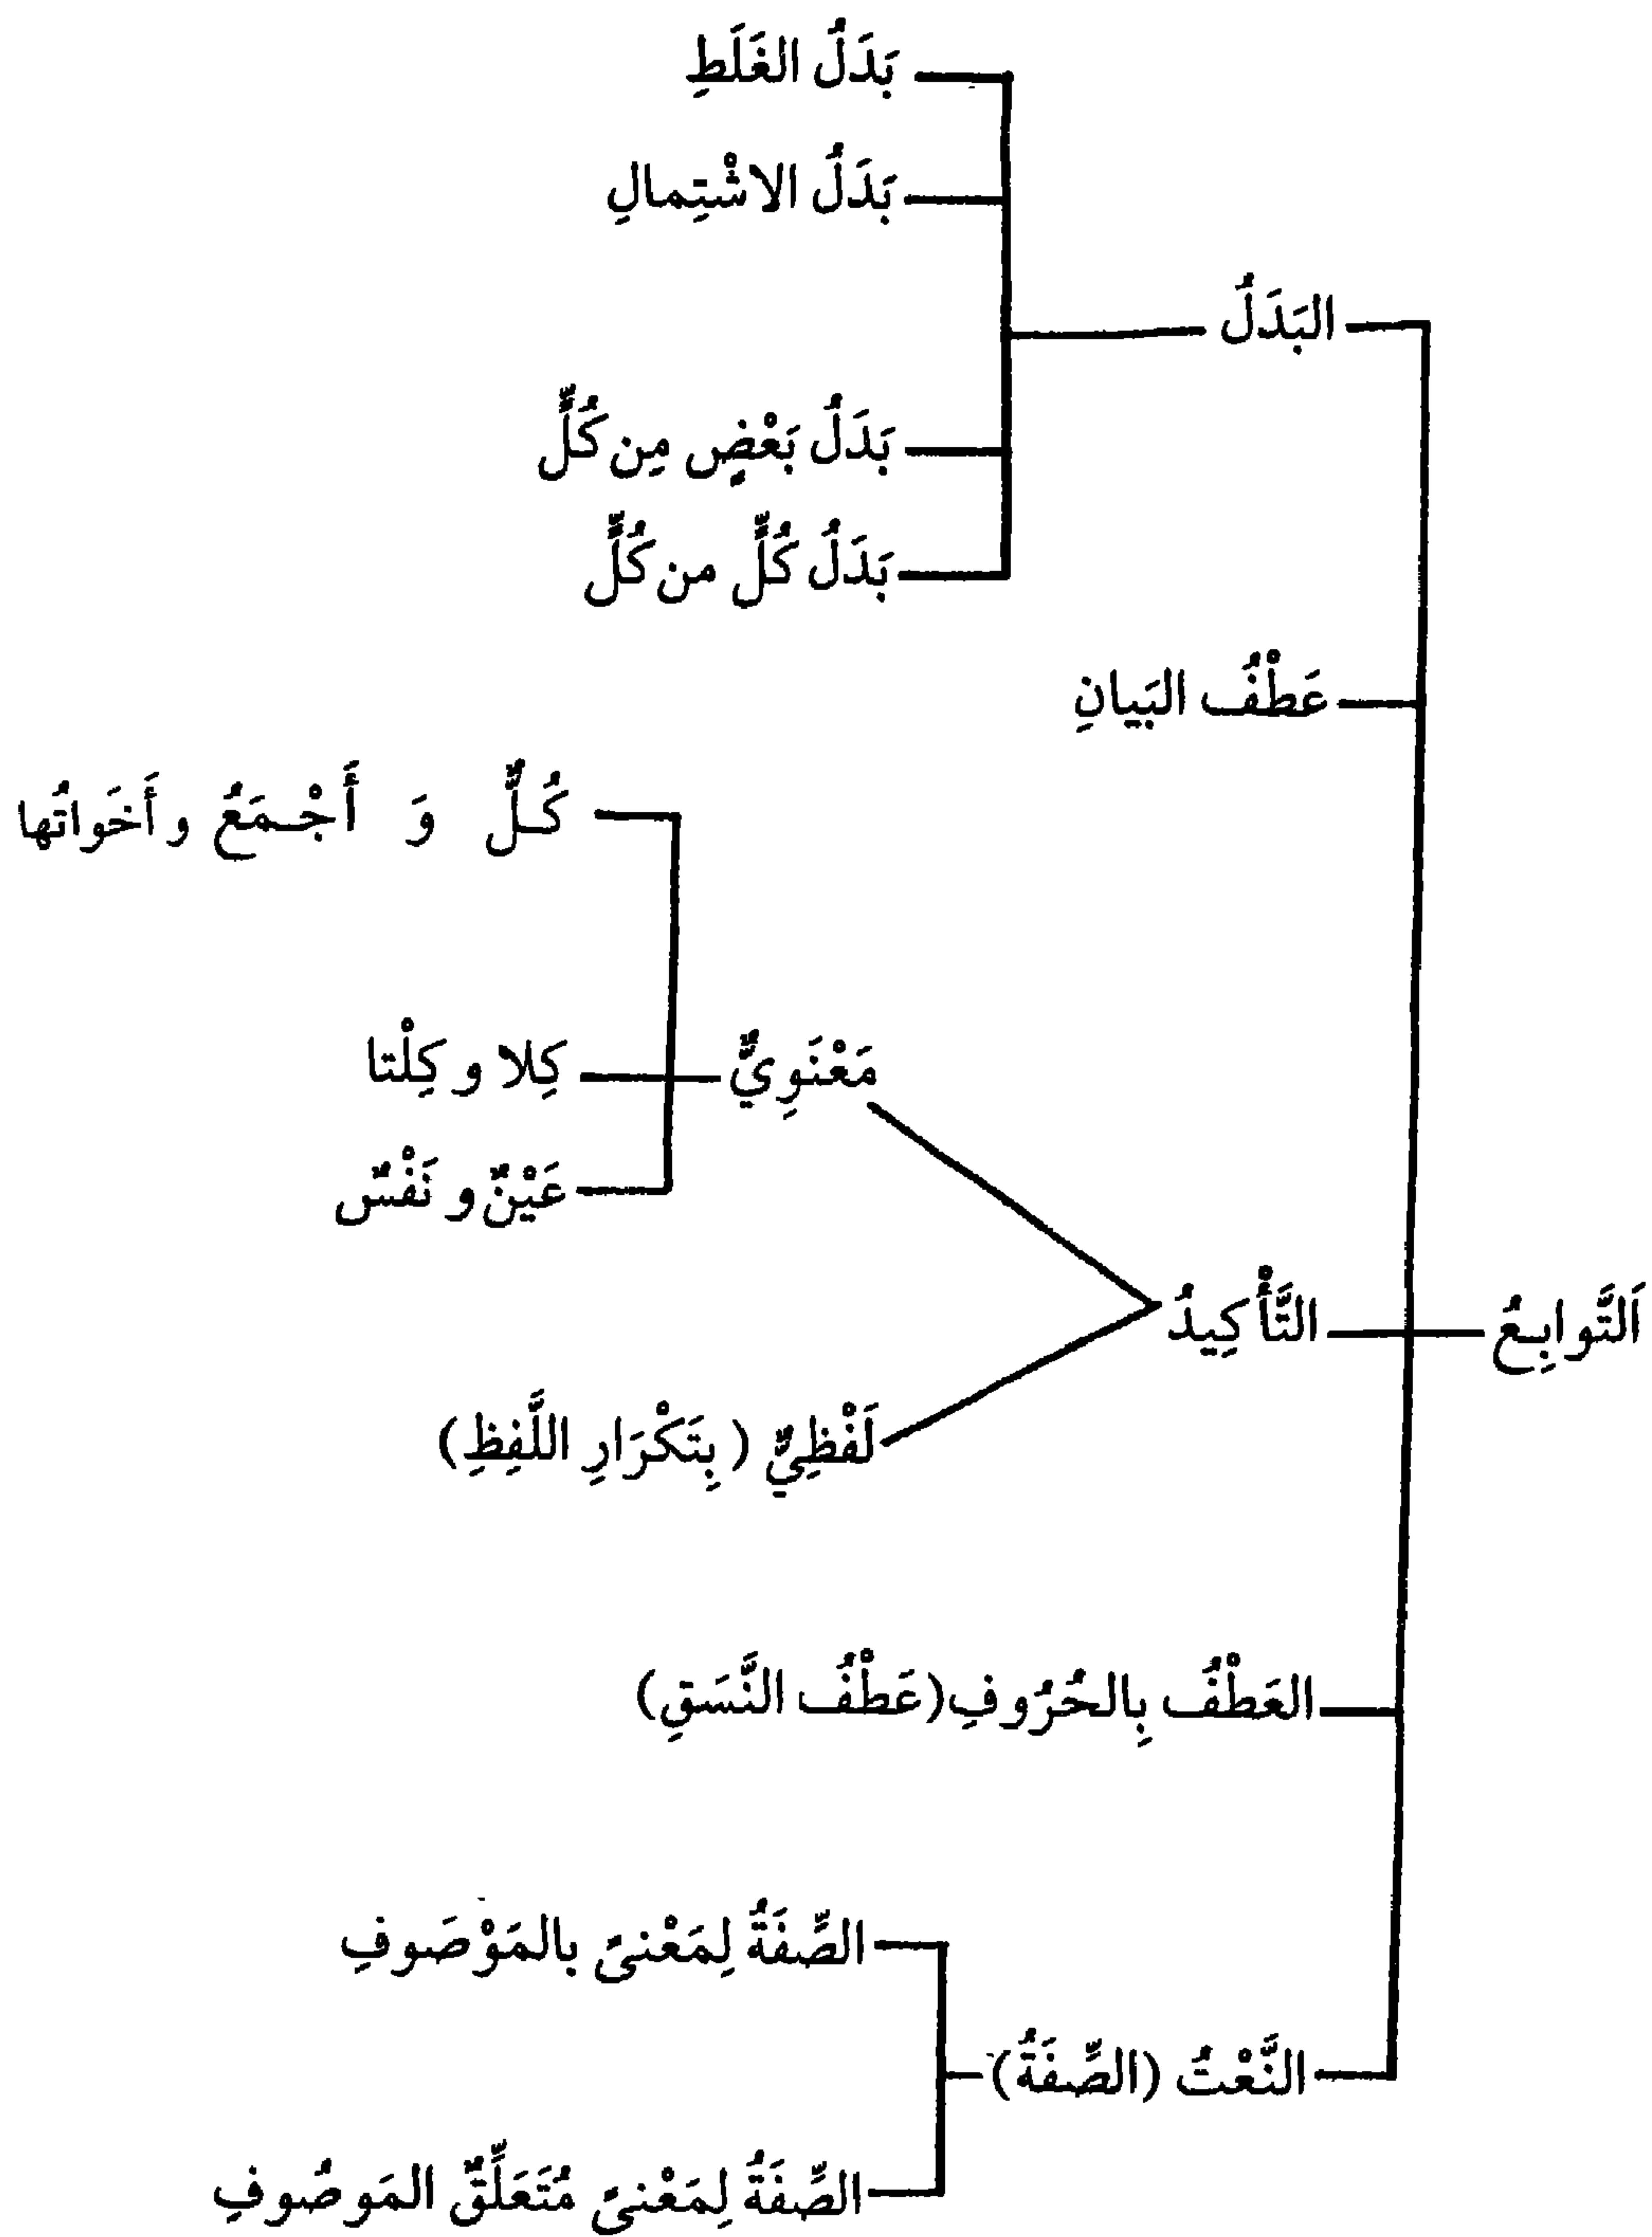 بَدَلُ الغَلَطِ
بَدَلُ الاشْتِمالِ
البَدَلُ
بَدَلُ بَعْضٍ مِن كُلٍّ
بَدَلُ كُلٍّ من كُلٍّ
عَطْفُ البَيانِ
كُلٌّ وَ أَجْمَعُ و أَخَواتُها
مَعْنَوِيٌّ
كِلا و كِلْتا
عَيْنٌ و نَفْسٌ
اَلتَّوابِعُ
التَّأْكِيدُ
لَفْظِيٌّ (بِتَكْرَارِ اللَّفِظِ)
العَطْفُ بِالحُرُوفِ (عَطْفُ النَّسَقِ)
الصِّفَةُ لِمَعْنىً بالمَوْصَوفِ
النَّعْتُ (الصِّفَةُ)
الصِّفَةُ لِمَعْنىً مُتَعَلِّقٌ المَوصُوفِ